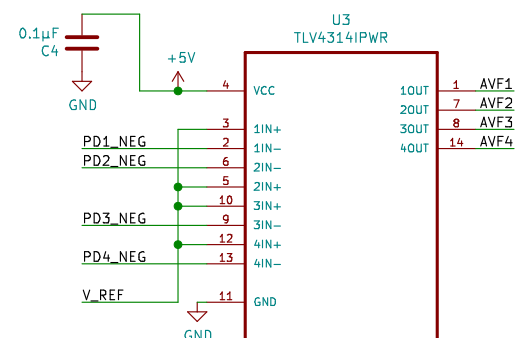 U3
TLV4314IPWR
0.1µF
C4
GND
+5V
4 VCC
3 1IN+
PD1_NEG 2 1IN-
PD2_NEG 6 2IN-
5 2IN+
10 3IN+
PD3_NEG 9 3IN-
12 4IN+
PD4_NEG 13 4IN-
V_REF
11 GND
GND
1OUT 1 AVF1
2OUT 7 AVF2
3OUT 8 AVF3
4OUT 14 AVF4